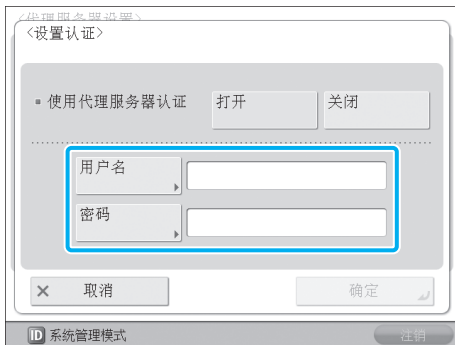 <代理服务器设置>
<设置认证>
使用代理服务器认证 打开 关闭
用户名
密码
取消 确定
ID 系统管理模式 注销